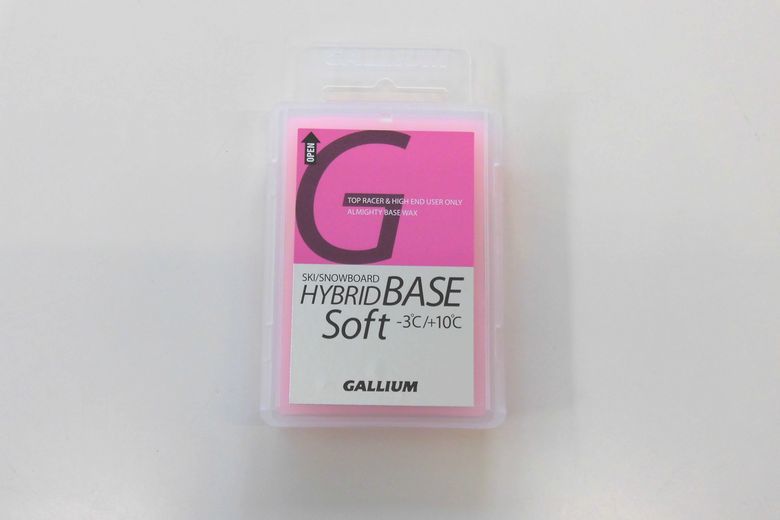 OPEN
G
TOP RACER & HIGH END USER ONLY
ALMIGHTY BASE WAX
SKI/SNOWBOARD
HYBRID BASE
Soft -3℃/+10℃
GALLIUM